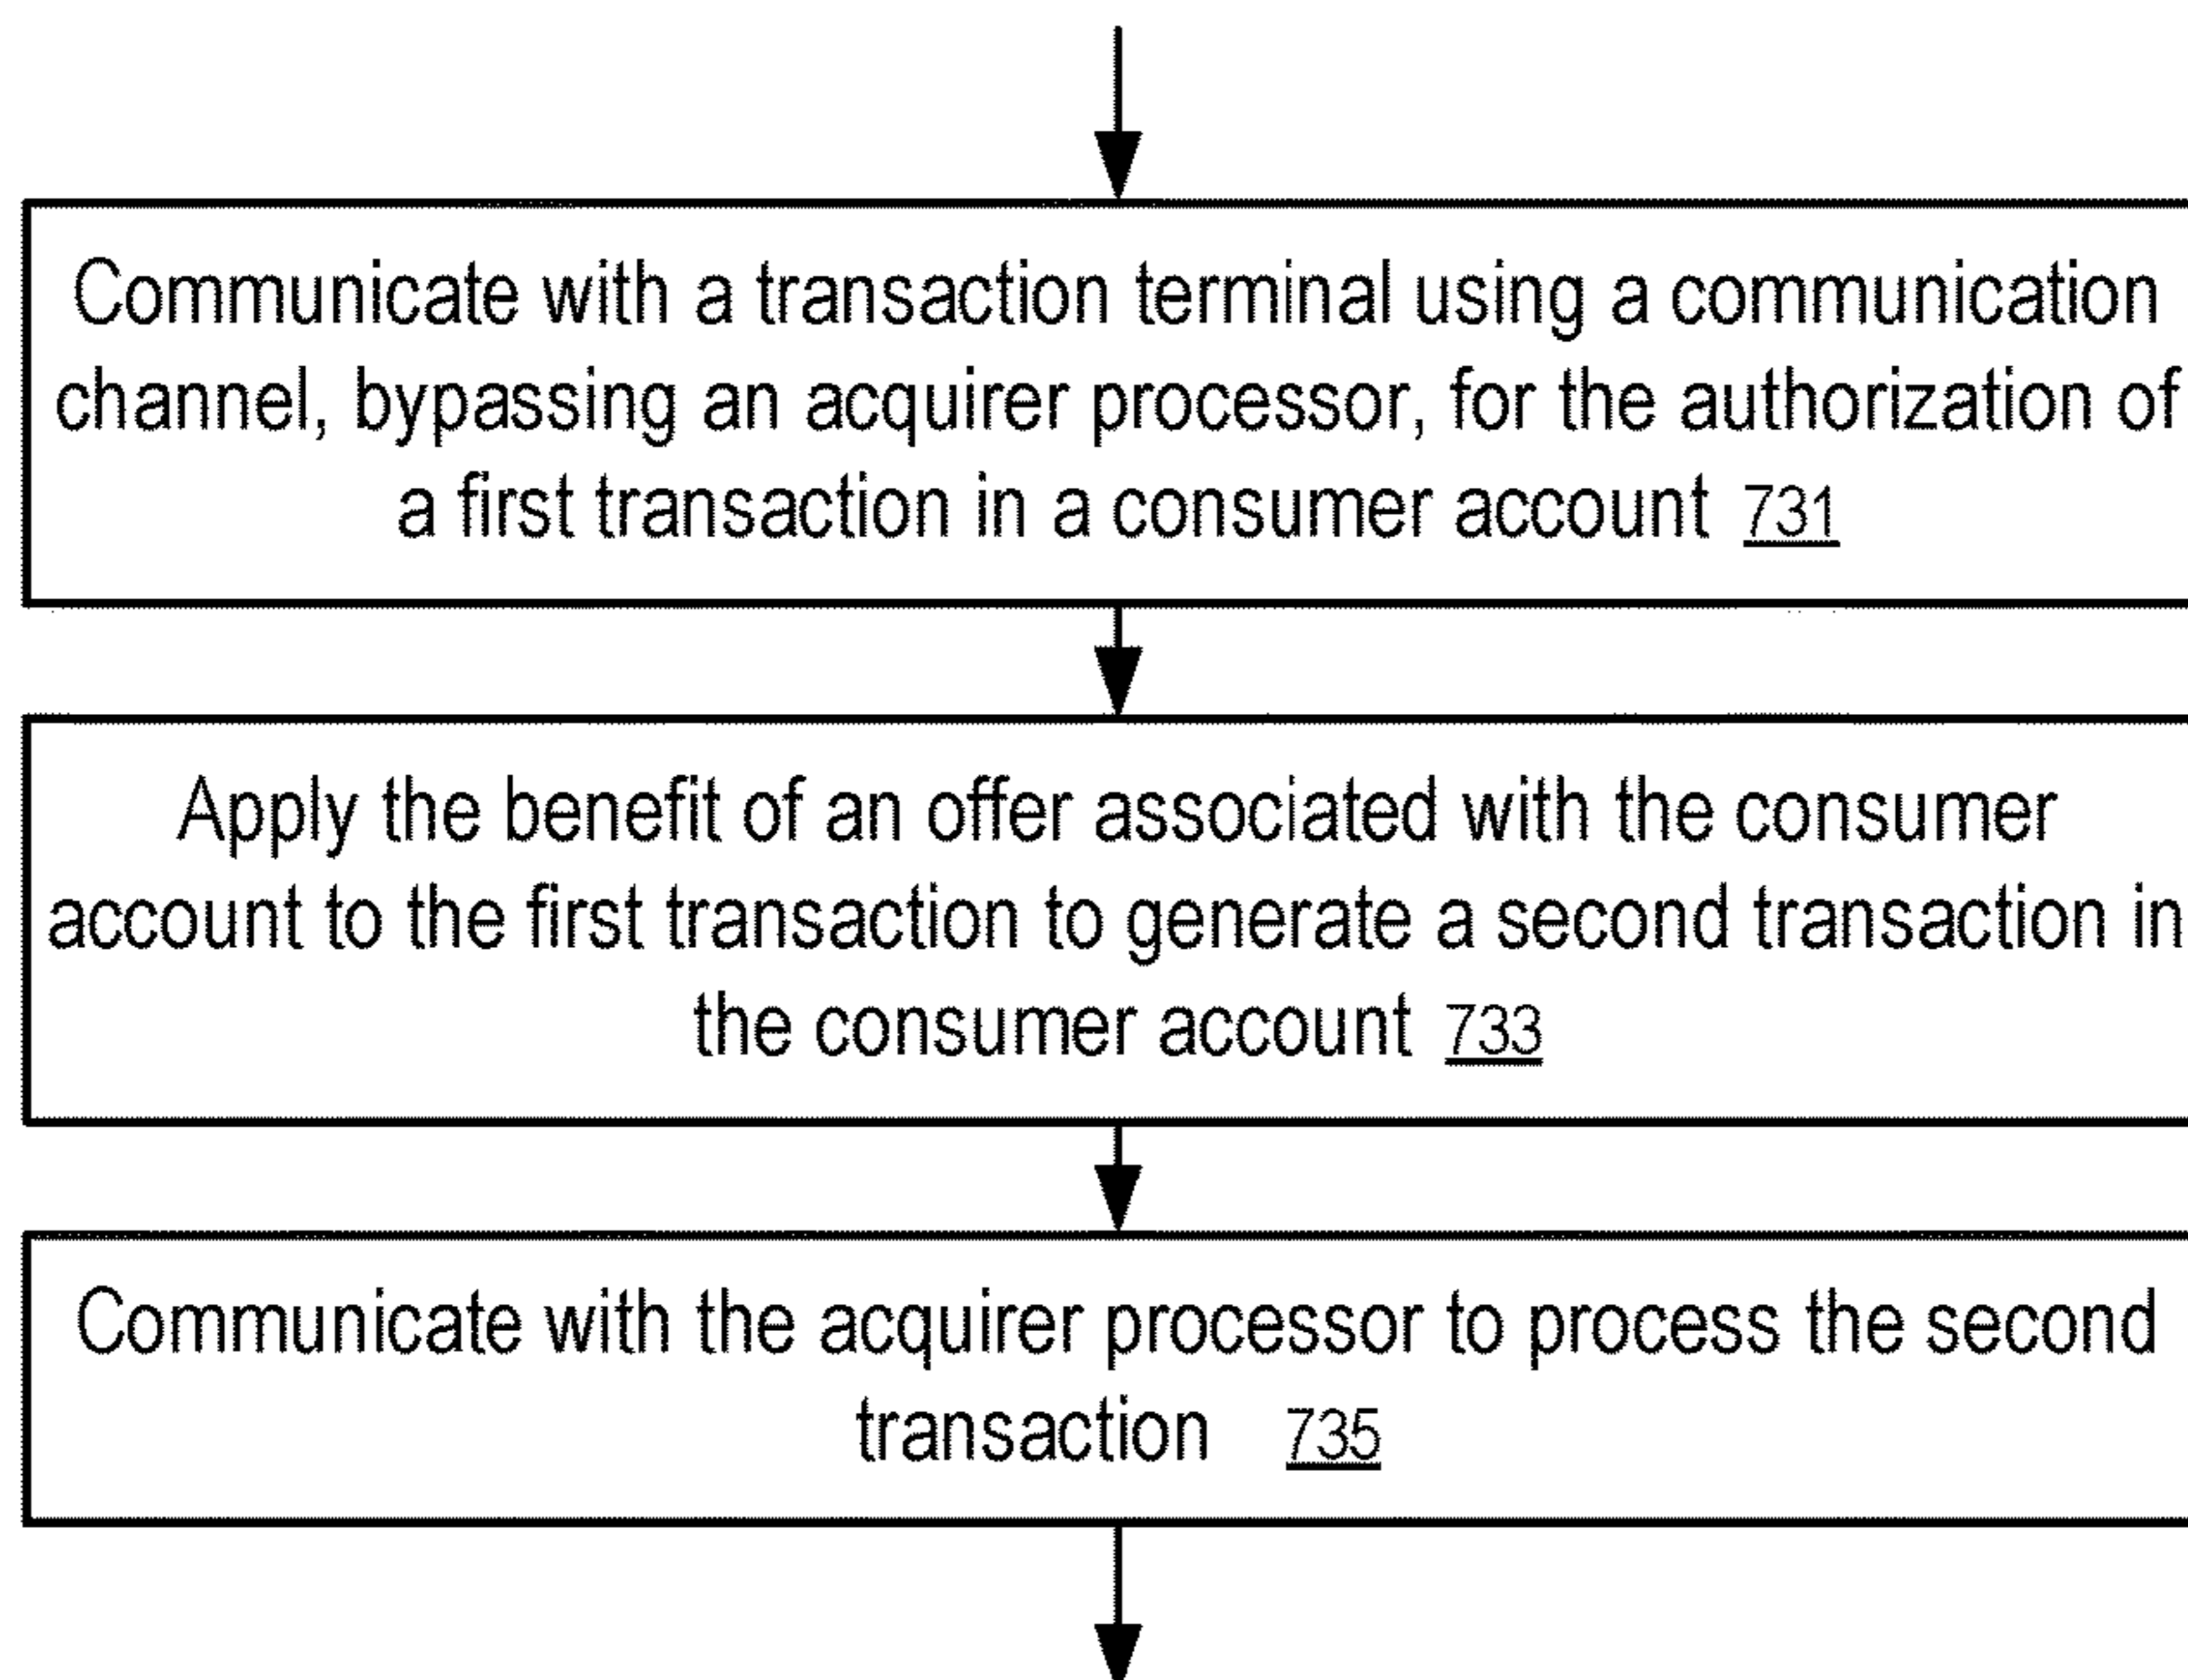 Communicate with a transaction terminal using a communication
channel, bypassing an acquirer processor, for the authorization of
a first transaction in a consumer account 731
Apply the benefit of an offer associated with the consumer
account to the first transaction to generate a second transaction in
the consumer account 733
Communicate with the acquirer processor to process the second
transaction 735